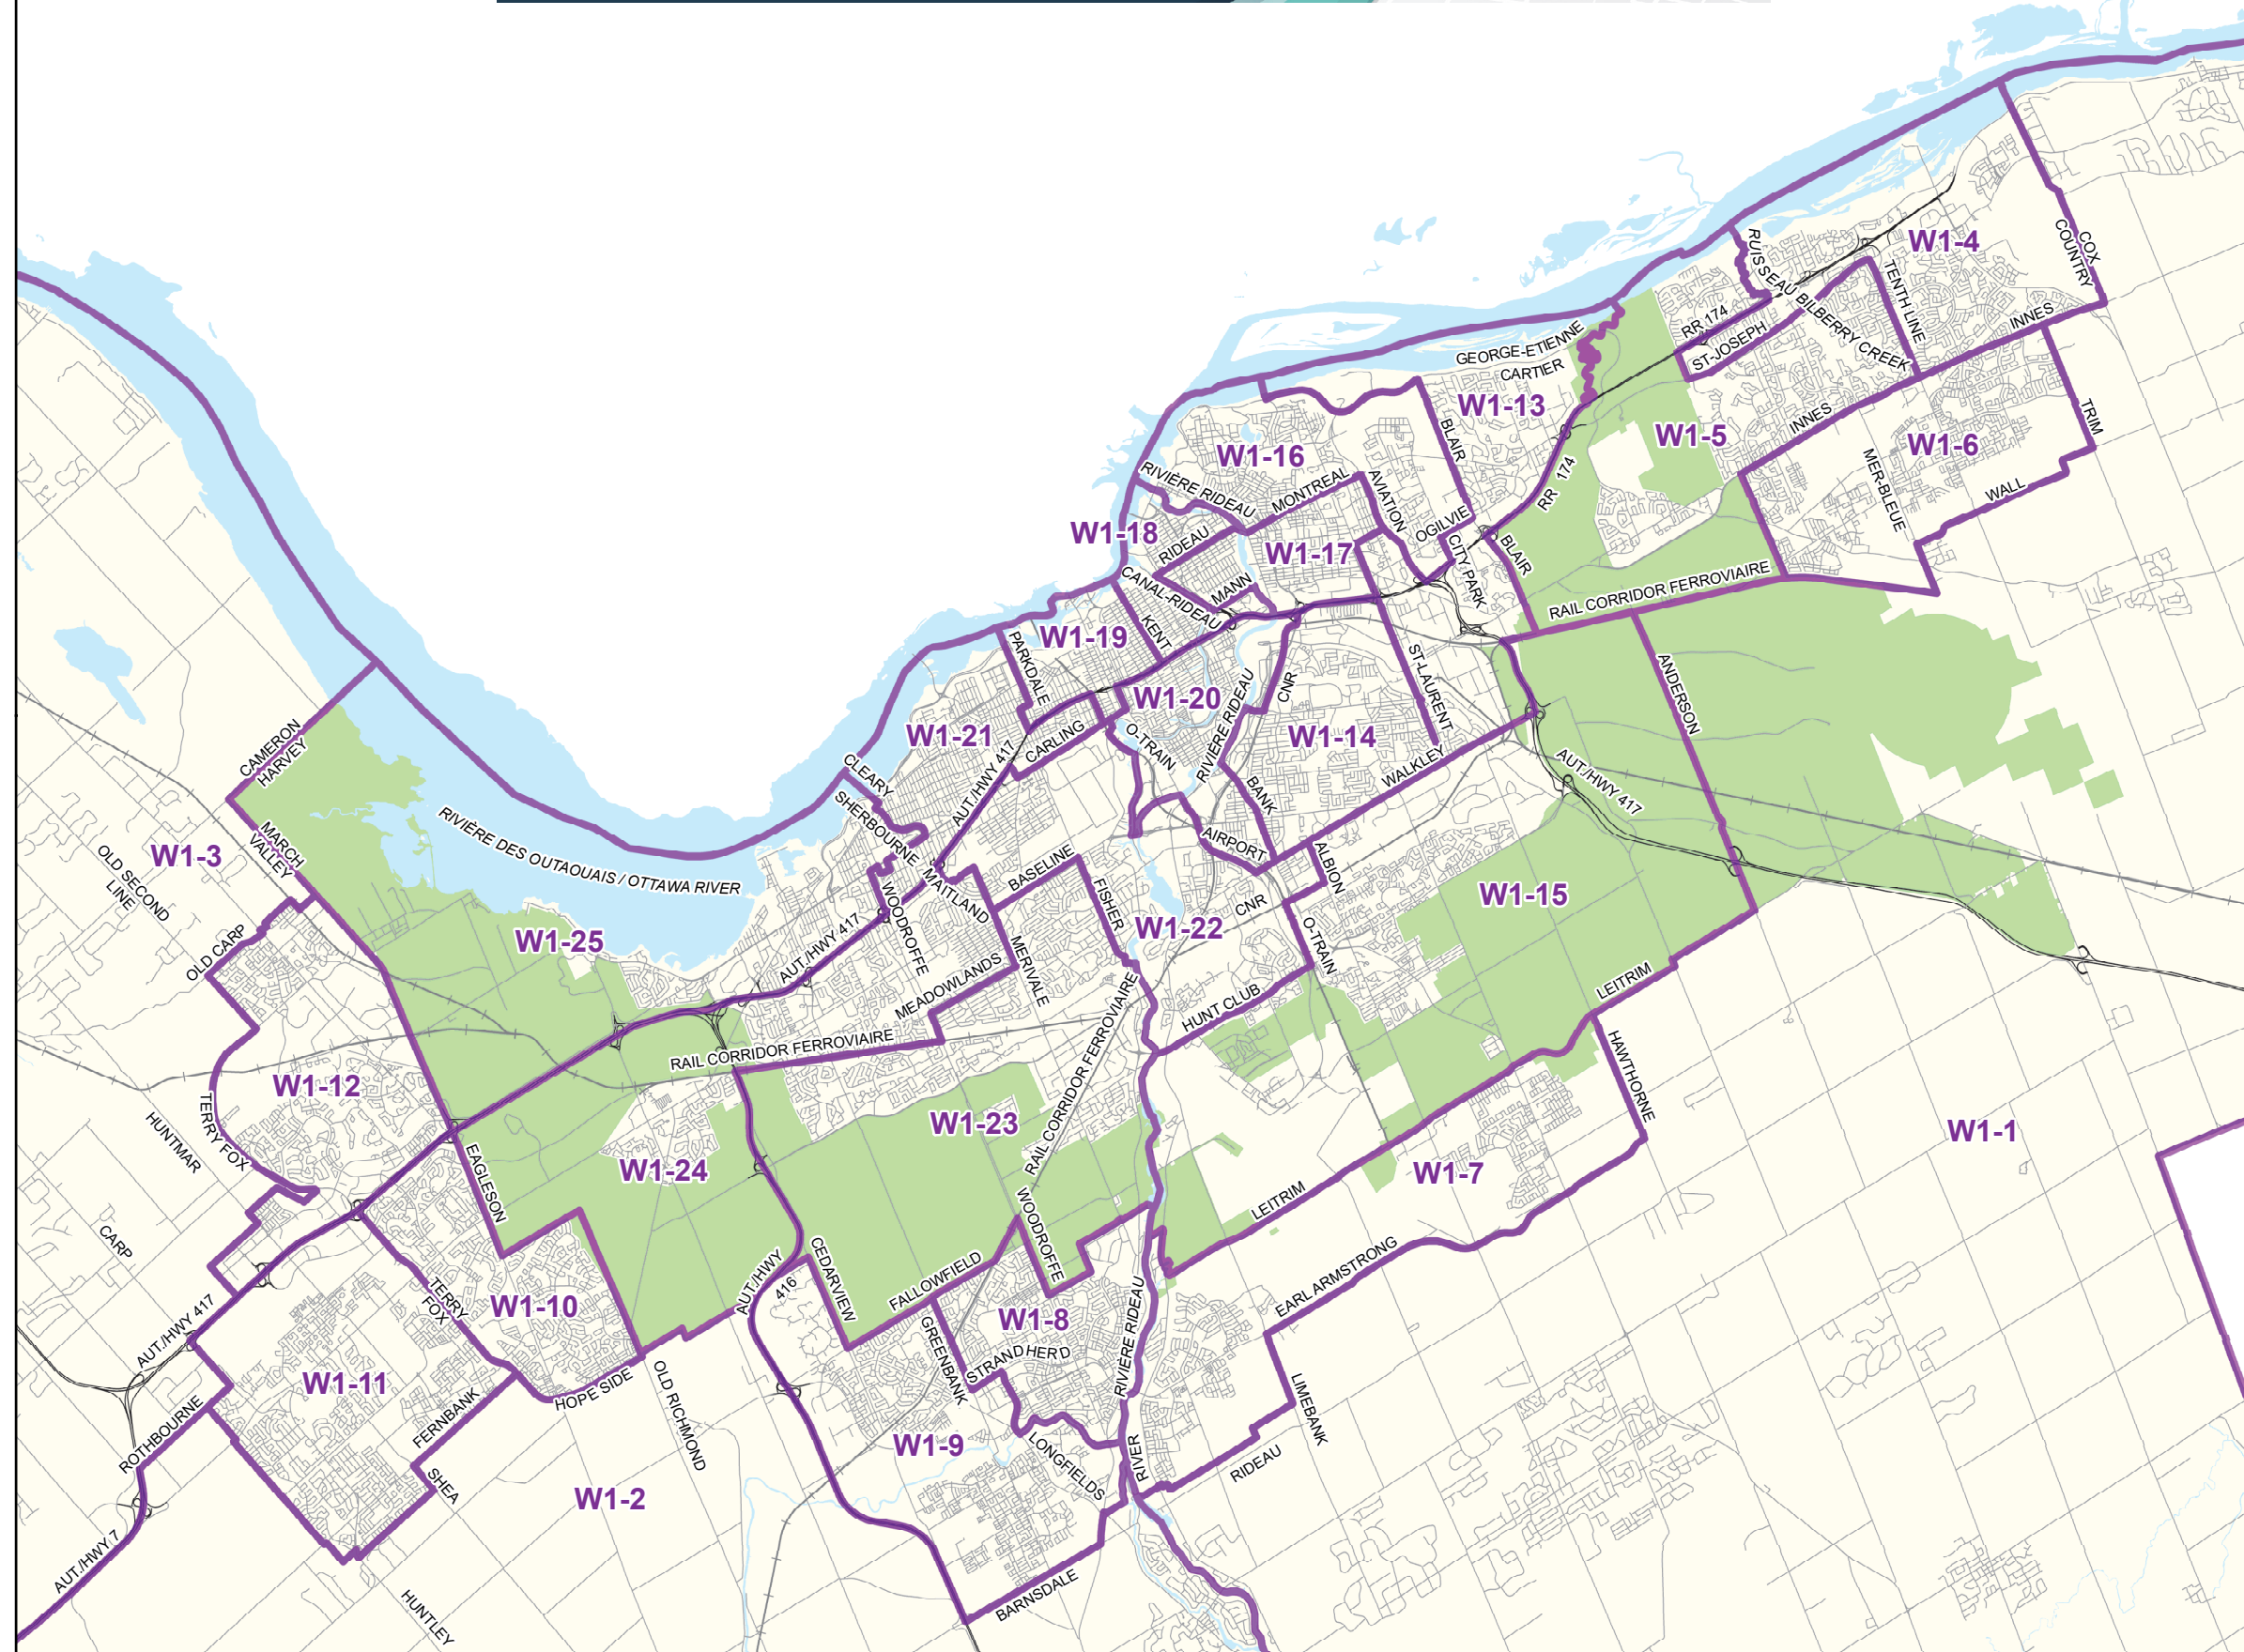 COX
COUNTRY
W1-4
RUISSEAU BILBERRY CREEK
TENTH LINE
INNES
RR 174
ST-JOSEPH
GEORGE-ETIENNE
CARTIER
W1-13
BLAIR
W1-5
INNES
W1-6
TRIM
MER-BLEUE
WALL
W1-16
RIVIÈRE RIDEAU
MONTREAL
AVIATION
OGILVIE
RR 174
W1-18
RIDEAU
W1-17
CITY PARK
BLAIR
CANAL-RIDEAU
MANN
RAIL CORRIDOR FERROVIAIRE
W1-19
KENT
PARKDALE
ST-LAURENT
ANDERSON
W1-20
CNR
RIVIÈRE RIDEAU
W1-21
CARLING
O-TRAIN
W1-14
CAMERON
HARVEY
CLEARY
AUT./HWY 417
WALKLEY
AUT./HWY 417
SHERBOURNE
BANK
AIRPORT
RIVIÈRE DES OUTAOUAIS / OTTAWA RIVER
MARCH
VALLEY
W1-3
OLD SECOND
LINE
MAITLAND
BASELINE
FISHER
ALBION
W1-15
WOODROFFE
CNR
W1-22
O-TRAIN
OLD CARP
W1-25
AUT./HWY 417
MERIVALE
MEADOWLANDS
LEITRIM
HUNT CLUB
RAIL CORRIDOR FERROVIAIRE
RAIL CORRIDOR FERROVIAIRE
HAWTHORNE
W1-12
TERRY FOX
HUNTMAR
W1-23
W1-1
EAGLESON
W1-24
W1-7
LEITRIM
WOODROFFE
CARP
CEDARVIEW
AUT./HWY
416
FALLOWFIELD
EARL ARMSTRONG
TERRY
FOX
W1-10
W1-8
GREENBANK
STRANDHERD
RIVIÈRE RIDEAU
AUT./HWY 417
W1-11
HOPE SIDE
OLD RICHMOND
LIMEBANK
ROTHBOURNE
FERNBANK
SHEA
W1-9
LONGFIELDS
RIVER
RIDEAU
W1-2
AUT./HWY 7
HUNTLEY
BARNSDALE